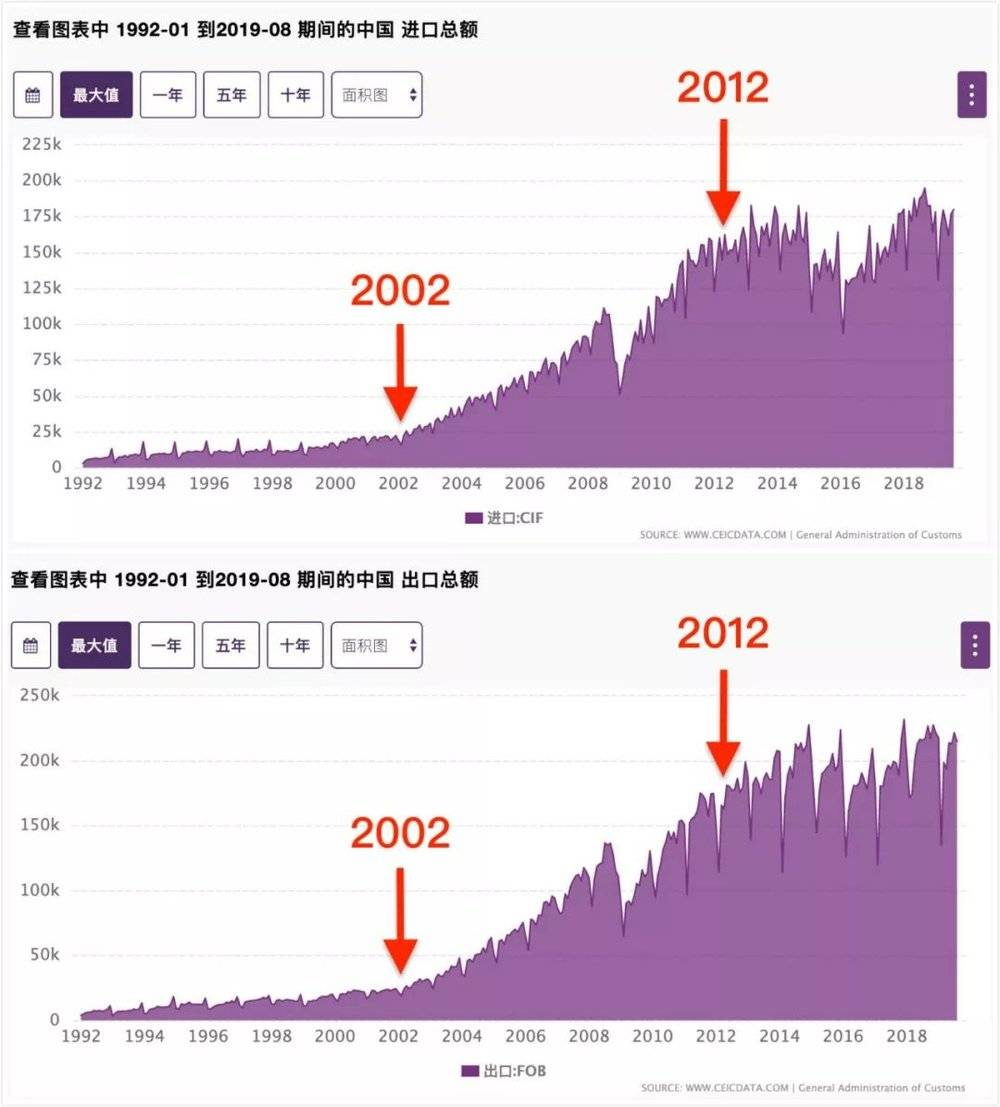 查看图表中 1992-01 到2019-08 期间的中国 进口总额
最大值 一年 五年 十年 面积图
2012
2002
225k
200k
175k
150k
125k
100k
75k
50k
25k
0
1992 1994 1996 1998 2000 2002 2004 2006 2008 2010 2012 2014 2016 2018
进口:CIF
SOURCE: WWW.CEICDATA.COM | General Administration of Customs
查看图表中 1992-01 到2019-08 期间的中国 出口总额
最大值 一年 五年 十年 面积图
2012
2002
250k
200k
150k
100k
50k
0
1992 1994 1996 1998 2000 2002 2004 2006 2008 2010 2012 2014 2016 2018
出口:FOB
SOURCE: WWW.CEICDATA.COM | General Administration of Customs